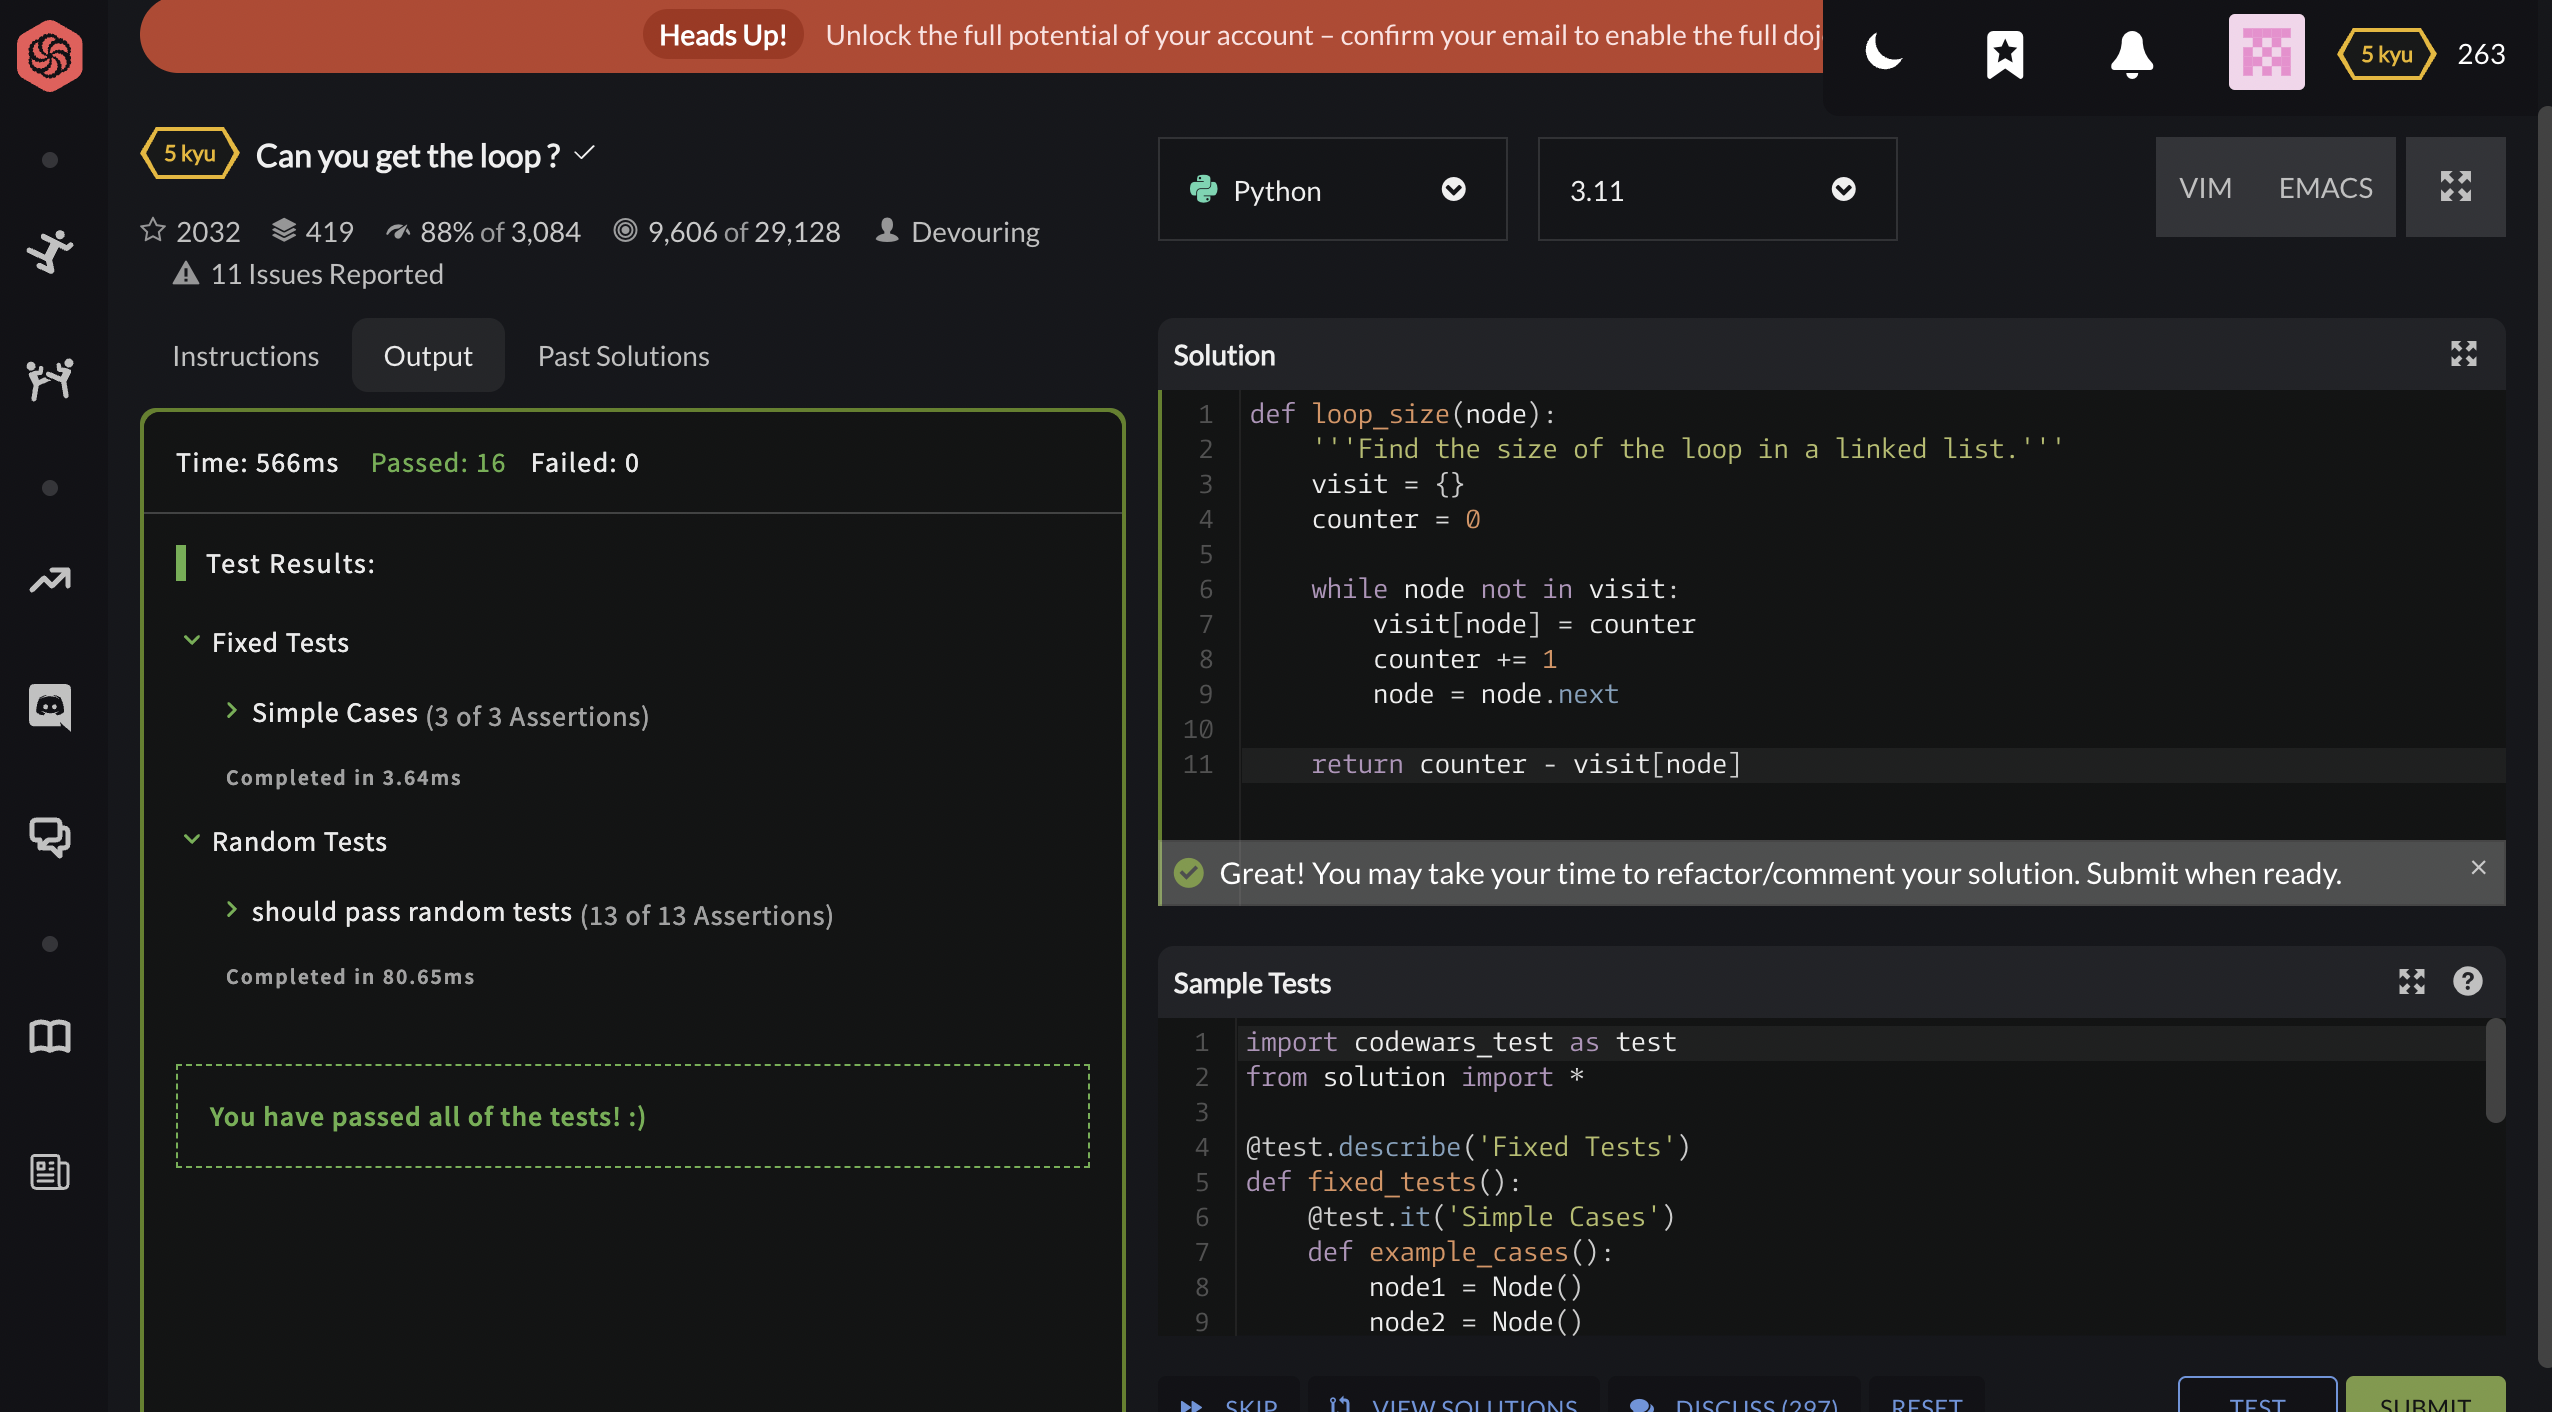 Heads Up! Unlock the full potential of your account – confirm your email to enable the full doj
5 kyu 263
5 kyu Can you get the loop ?
2032 419 88% of 3,084 9,606 of 29,128 Devouring
11 Issues Reported
Python 3.11 VIM EMACS
Instructions Output Past Solutions
Time: 566ms Passed: 16 Failed: 0
Test Results:
Fixed Tests
Simple Cases (3 of 3 Assertions)
Completed in 3.64ms
Random Tests
should pass random tests (13 of 13 Assertions)
Completed in 80.65ms
You have passed all of the tests! :)
Solution
1 def loop_size(node):
2     '''Find the size of the loop in a linked list.'''
3     visit = {}
4     counter = 0
5
6     while node not in visit:
7         visit[node] = counter
8         counter += 1
9         node = node.next
10
11     return counter - visit[node]
Great! You may take your time to refactor/comment your solution. Submit when ready.
Sample Tests
1 import codewars_test as test
2 from solution import *
3
4 @test.describe('Fixed Tests')
5 def fixed_tests():
6     @test.it('Simple Cases')
7     def example_cases():
8         node1 = Node()
9         node2 = Node()
SKIP VIEW SOLUTIONS DISCUSS (297) RESET TEST SUBMIT